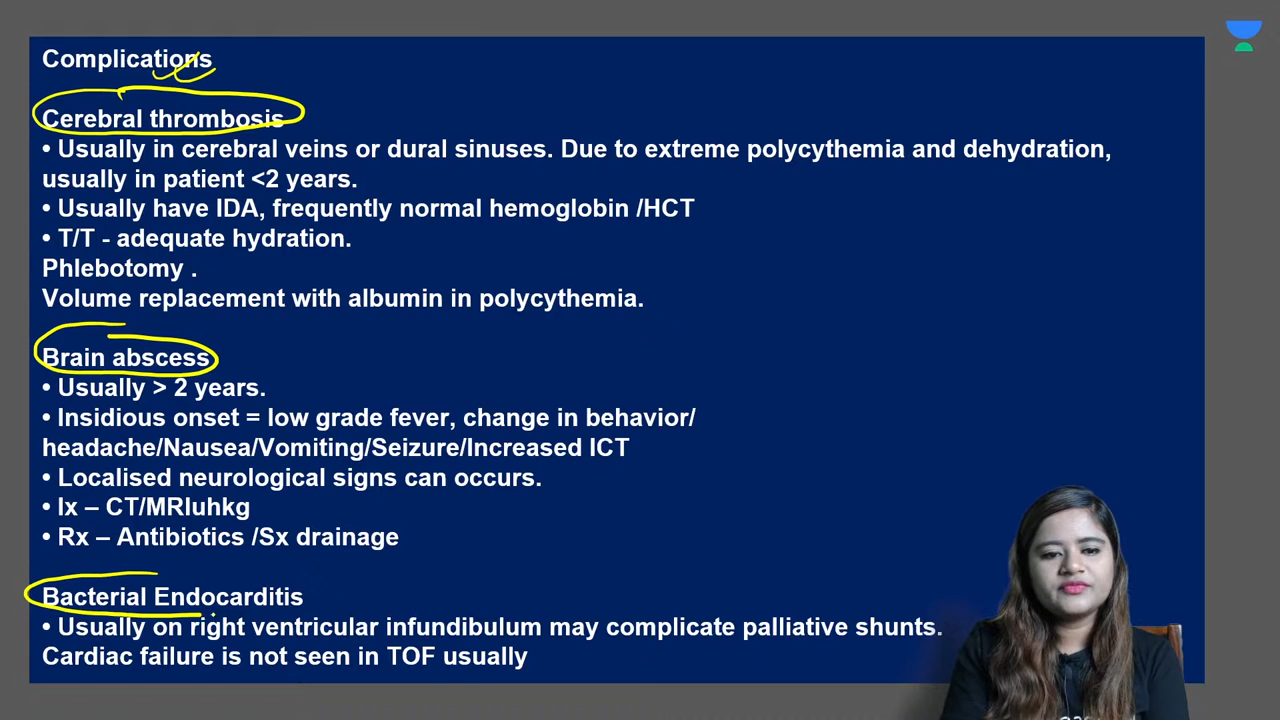 Complications
Cerebral thrombosis
• Usually in cerebral veins or dural sinuses. Due to extreme polycythemia and dehydration,
usually in patient <2 years.
• Usually have IDA, frequently normal hemoglobin /HCT
• T/T - adequate hydration.
Phlebotomy .
Volume replacement with albumin in polycythemia.
Brain abscess
• Usually > 2 years.
• Insidious onset = low grade fever, change in behavior/
headache/Nausea/Vomiting/Seizure/Increased ICT
• Localised neurological signs can occurs.
• Ix – CT/MRIuhkg
• Rx – Antibiotics /Sx drainage
Bacterial Endocarditis
• Usually on right ventricular infundibulum may complicate palliative shunts.
Cardiac failure is not seen in TOF usually